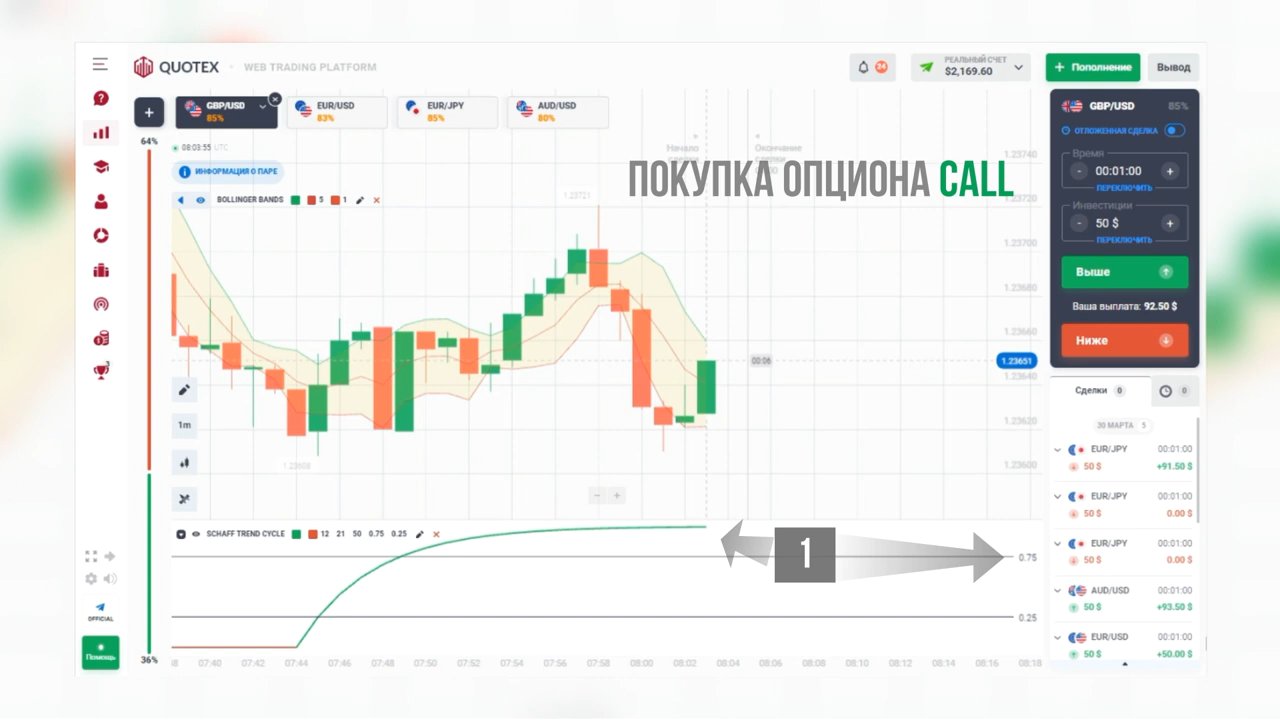 QUOTEX
WEB TRADING PLATFORM
24
РЕАЛЬНЫЙ СЧЕТ
$2,169.60
+ Пополнение
Вывод
+
GBP/USD
85%
EUR/USD
83%
EUR/JPY
85%
AUD/USD
80%
64%
08:03:55 UTC
ИНФОРМАЦИЯ О ПАРЕ
BOLLINGER BANDS 5 1
Начало
Окончание
сделки
ПОКУПКА ОПЦИОНА CALL
1.23721
1.23740
1.23720
1.23700
1.23680
1.23660
1.23651
1.23640
1.23620
1.23600
00:06
1m
SCHAFF TREND CYCLE 12 21 50 0.75 0.25
1
0.75
0.25
07:40 07:42 07:44 07:46 07:48 07:50 07:52 07:54 07:56 07:58 08:00 08:02 08:04 08:06 08:08 08:10 08:12 08:14 08:16 08:18
36%
OFFICIAL
Помощь
GBP/USD 85%
ОТЛОЖЕННАЯ СДЕЛКА
Время
- 00:01:00 +
ПЕРЕКЛЮЧИТЬ
Инвестиции
- 50 $ +
ПЕРЕКЛЮЧИТЬ
Выше
Ваша выплата: 92.50 $
Ниже
Сделки 0
0
30 МАРТА 5
EUR/JPY 00:01:00
50 $ +91.50 $
EUR/JPY 00:01:00
50 $ 0.00 $
EUR/JPY 00:01:00
50 $ 0.00 $
AUD/USD 00:01:00
50 $ +93.50 $
EUR/USD 00:01:00
50 $ +50.00 $